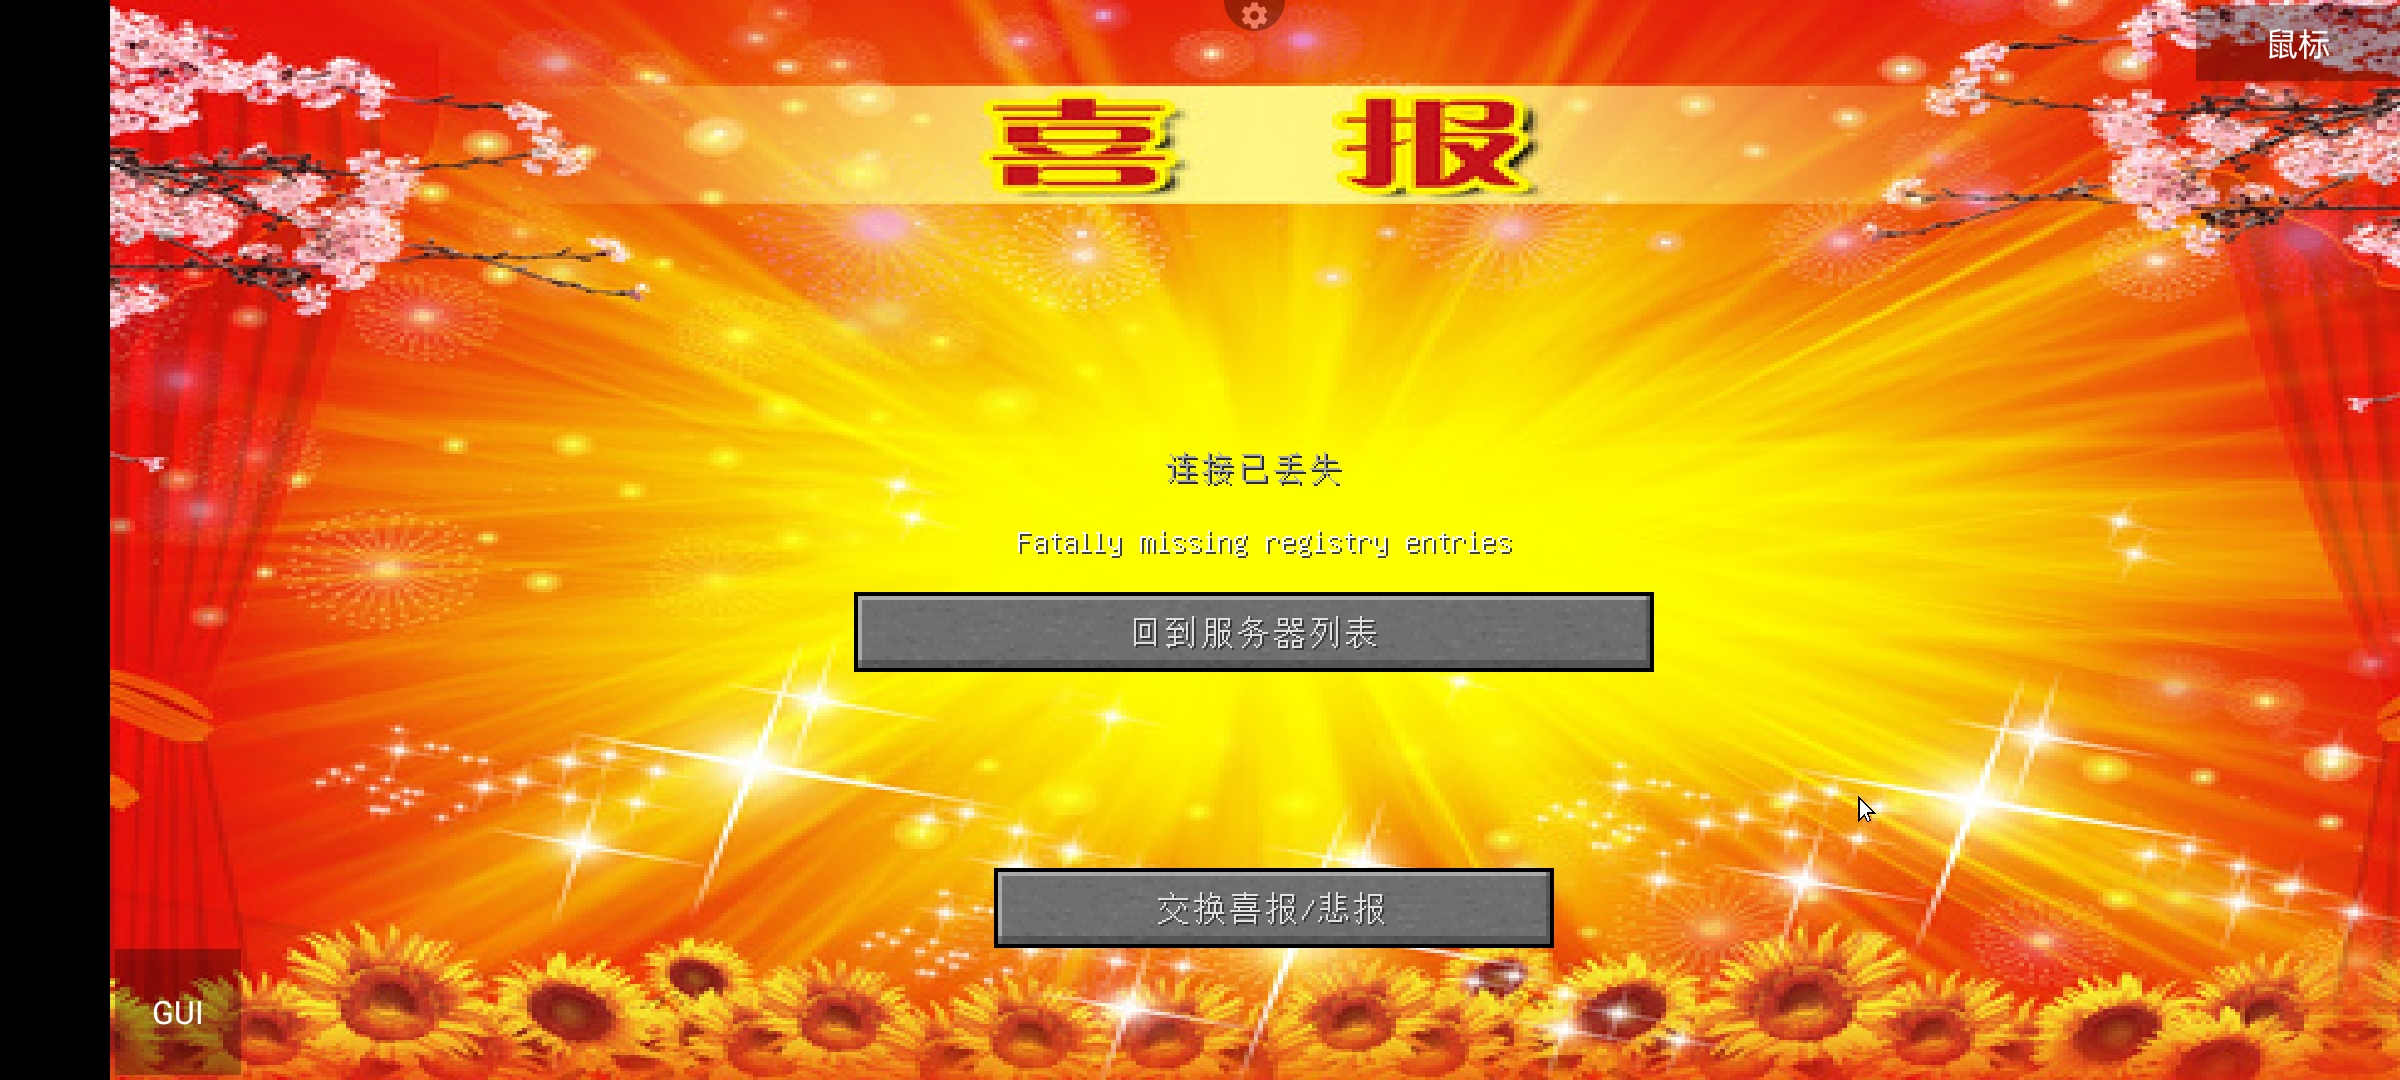 鼠标
喜报
连接已丢失
Fatally missing registry entries
回到服务器列表
交换喜报/悲报
GUI